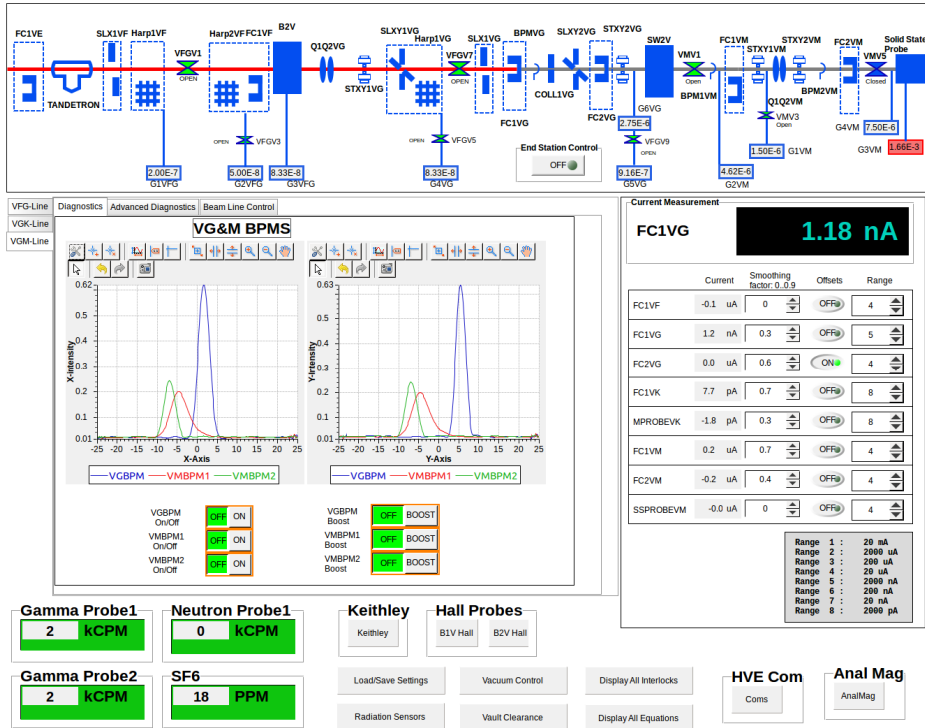 FC1VE SLX1VF Harp1VF VFGV1 Harp2VF FC1VF B2V Q1Q2VG SLXY1VG Harp1VG VFGV7 SLX1VG BPMVG SLXY2VG STXY2VG SW2V VMV1 FC1VM STXY1VM STXY2VM FC2VM VMV5 Solid State Probe
OPEN OPEN Open Closed
TANDETRON STXY1VG COLL1VG BPM1VM BPM2VM
Q1Q2VM
FC1VG FC2VG G6VG
2.75E-6 VMV3 Open G4VM 7.50E-6
OPEN VFGV3 OPEN VFGV5 OPEN VFGV9
End Station Control
OFF
1.50E-6 G1VM G3VM 1.66E-3
2.00E-7 5.00E-8 8.33E-8 8.33E-8 9.16E-7 4.62E-6
G1VFG G2VFG G3VFG G4VG G5VG G2VM
VFG-Line
VGK-Line
VGM-Line
Diagnostics Advanced Diagnostics Beam Line Control
VG&M BPMS
0.62
0.5
0.4
0.3
0.2
0.1
0.01
X-Intensity
-25 -20 -15 -10 -5 0 5 10 15 20 25
X-Axis
VGBPM VMBPM1 VMBPM2
0.63
0.5
0.4
0.3
0.2
0.1
0.01
Y-Intensity
-25 -20 -15 -10 -5 0 5 10 15 20 25
Y-Axis
VGBPM VMBPM1 VMBPM2
VGBPM On/Off OFF ON
VMBPM1 On/Off OFF ON
VMBPM2 On/Off OFF ON
VGBPM Boost OFF BOOST
VMBPM1 Boost OFF BOOST
VMBPM2 Boost OFF BOOST
Current Measurement
FC1VG 1.18 nA
Current Smoothing factor: 0..0.9 Offsets Range
FC1VF -0.1 uA 0 OFF 4
FC1VG 1.2 nA 0.3 OFF 5
FC2VG 0.0 uA 0.6 ON 4
FC1VK 7.7 pA 0.7 OFF 8
MPROBEVK -1.8 pA 0.3 OFF 8
FC1VM 0.2 uA 0.7 OFF 4
FC2VM -0.2 uA 0.4 OFF 4
SSPROBEVM -0.0 uA 0 OFF 4
Range 1 : 20 mA
Range 2 : 2000 uA
Range 3 : 200 uA
Range 4 : 20 uA
Range 5 : 2000 nA
Range 6 : 200 nA
Range 7 : 20 nA
Range 8 : 2000 pA
Gamma Probe1
2 kCPM
Neutron Probe1
0 kCPM
Gamma Probe2
2 kCPM
SF6
18 PPM
Keithley
Keithley
Hall Probes
B1V Hall B2V Hall
Load/Save Settings Vacuum Control Display All Interlocks
Radiation Sensors Vault Clearance Display All Equations
HVE Com
Coms
Anal Mag
AnalMag